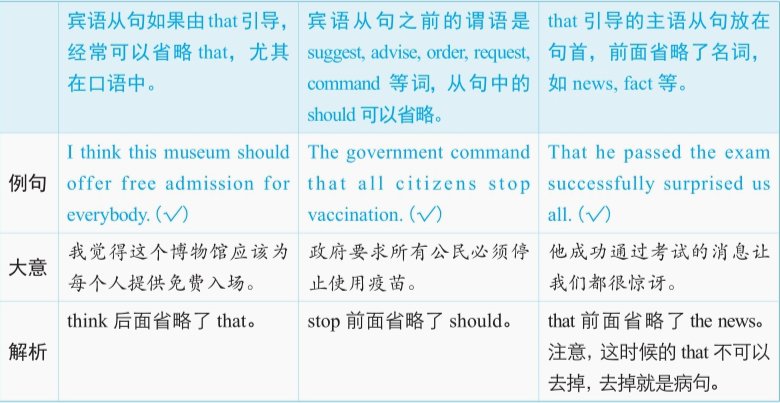 宾语从句如果由 that 引导，
经常可以省略 that，尤其
在口语中。
宾语从句之前的谓语是
suggest, advise, order, request,
command 等词，从句中的
should 可以省略。
that 引导的主语从句放在
句首，前面省略了名词，
如 news, fact 等。
例句
I think this museum should
offer free admission for
everybody. (√)
The government command
that all citizens stop
vaccination. (√)
That he passed the exam
successfully surprised us
all. (√)
大意
我觉得这个博物馆应该为
每个人提供免费入场。
政府要求所有公民必须停
止使用疫苗。
他成功通过考试的消息让
我们都很惊讶。
解析
think 后面省略了 that。
stop 前面省略了 should。
that 前面省略了 the news。
注意，这时候的 that 不可以
去掉，去掉就是病句。